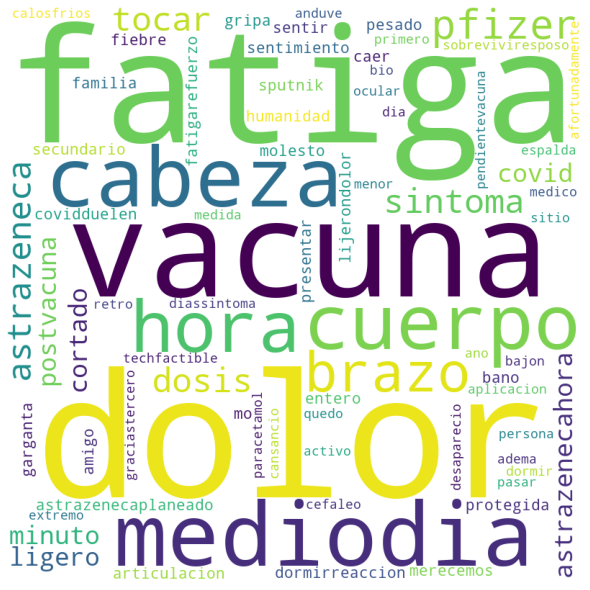 calosfrios
tocar
gripa
anduve
sentir
pesado
primero
pfizer
fiebre
sentimiento
caer
sobreviviresposo
afortunadamente
fatiga
familia
sputnik
bio
ocular
dia
fatigarefuerzo
humanidad
pendientevacuna
secundario
molesto
espalda
cabeza
menor
covid
medico
astrazeneca
covidduelen
medida
lijerondolor
sintoma
sitio
vacuna
presentar
postvacuna
cortado
retro
diassintoma
hora
cuerpo
techfactible
ano
bajon
brazo
aplicacion
dosis
entero
bano
astrazenecahora
garganta
amigo
graciastercero
mo
quedo
paracetamol
cansancio
activo
desaparecio
persona
dolor
adema
dormir
pasar
astrazenecaplaneado
cefaleo
protegida
extremo
minuto
mediodia
ligero
articulacion
dormirreaccion
merecemos